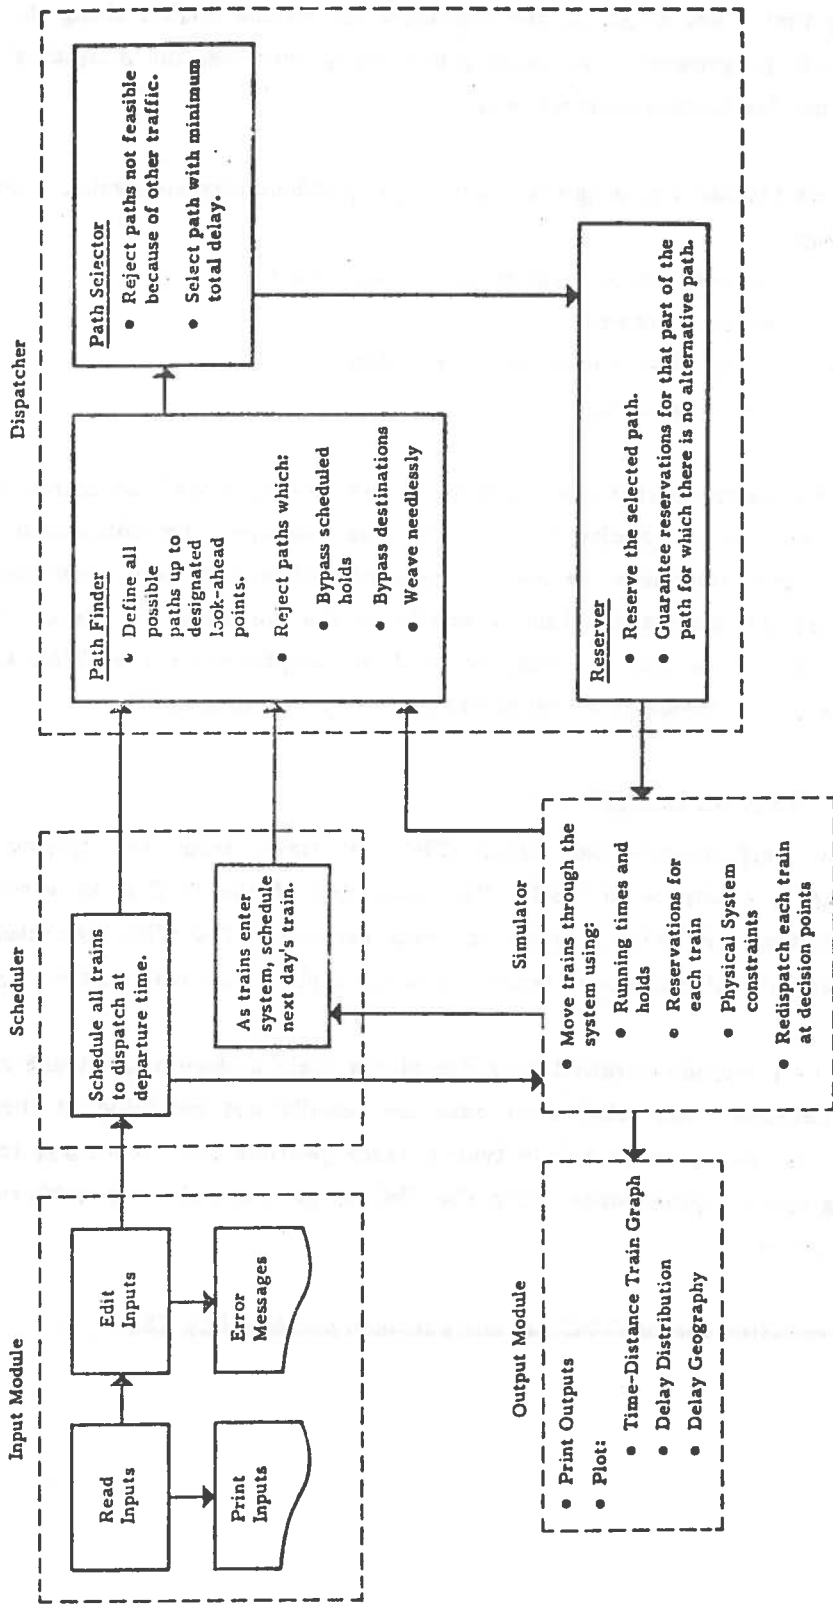 Input Module
Read
Inputs
Edit
Inputs
Print
Inputs
Error
Messages
Scheduler
Schedule all trains
to dispatch at
departure time.
As trains enter
system, schedule
next day's train.
Dispatcher
Path Finder
• Define all
possible
paths up to
designated
look-ahead
points.
• Reject paths which:
• Bypass scheduled
holds
• Bypass destinations
• Weave needlessly
Path Selector
• Reject paths not feasible
because of other traffic.
• Select path with minimum
total delay.
Reserver
• Reserve the selected path.
• Guarantee reservations for that part of the
path for which there is no alternative path.
Simulator
• Move trains through the
system using:
• Running times and
holds
• Reservations for
each train
• Physical System
constraints
• Redispatch each train
at decision points
Output Module
• Print Outputs
• Plot:
• Time-Distance Train Graph
• Delay Distribution
• Delay Geography